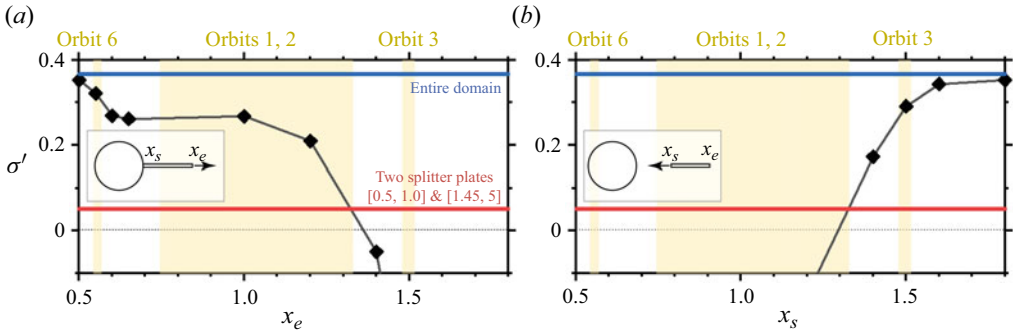 (a)
(b)
Orbit 6 Orbits 1, 2 Orbit 3
Orbit 6 Orbits 1, 2 Orbit 3
0.4
0.2
0
σ′
Entire domain
x_s x_e
Two splitter plates
[0.5, 1.0] & [1.45, 5]
0.5 1.0 1.5
x_e
0.4
0.2
0
x_s x_e
0.5 1.0 1.5
x_s